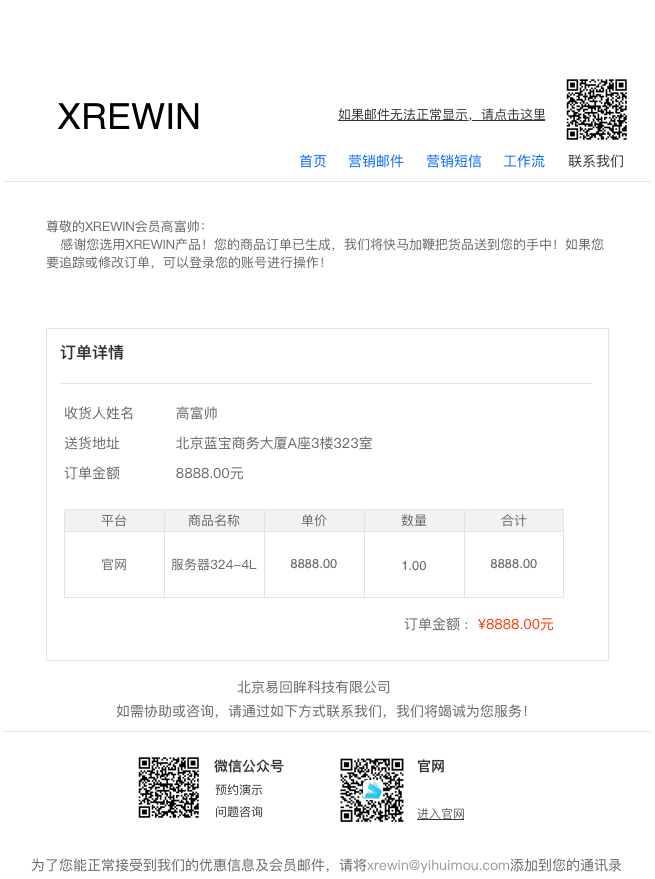 XREWIN
如果邮件无法正常显示，请点击这里
首页 营销邮件 营销短信 工作流 联系我们
尊敬的XREWIN会员高富帅：
感谢您选用XREWIN产品！您的商品订单已生成，我们将快马加鞭把货品送到您的手中！如果您
要追踪或修改订单，可以登录您的账号进行操作！
订单详情
收货人姓名 高富帅
送货地址 北京蓝宝商务大厦A座3楼323室
订单金额 8888.00元
平台 商品名称 单价 数量 合计
官网 服务器324-4L 8888.00 1.00 8888.00
订单金额： ¥8888.00元
北京易回眸科技有限公司
如需协助或咨询，请通过如下方式联系我们，我们将竭诚为您服务！
微信公众号 官网
预约演示
问题咨询 进入官网
为了您能正常接受到我们的优惠信息及会员邮件，请将xrewin@yihuimou.com添加到您的通讯录